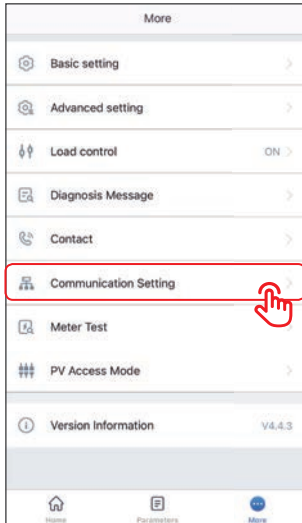 More
Basic setting
Advanced setting
Load control ON
Diagnosis Message
Contact
Communication Setting
Meter Test
PV Access Mode
Version Information V4.4.3
Home Parameters More